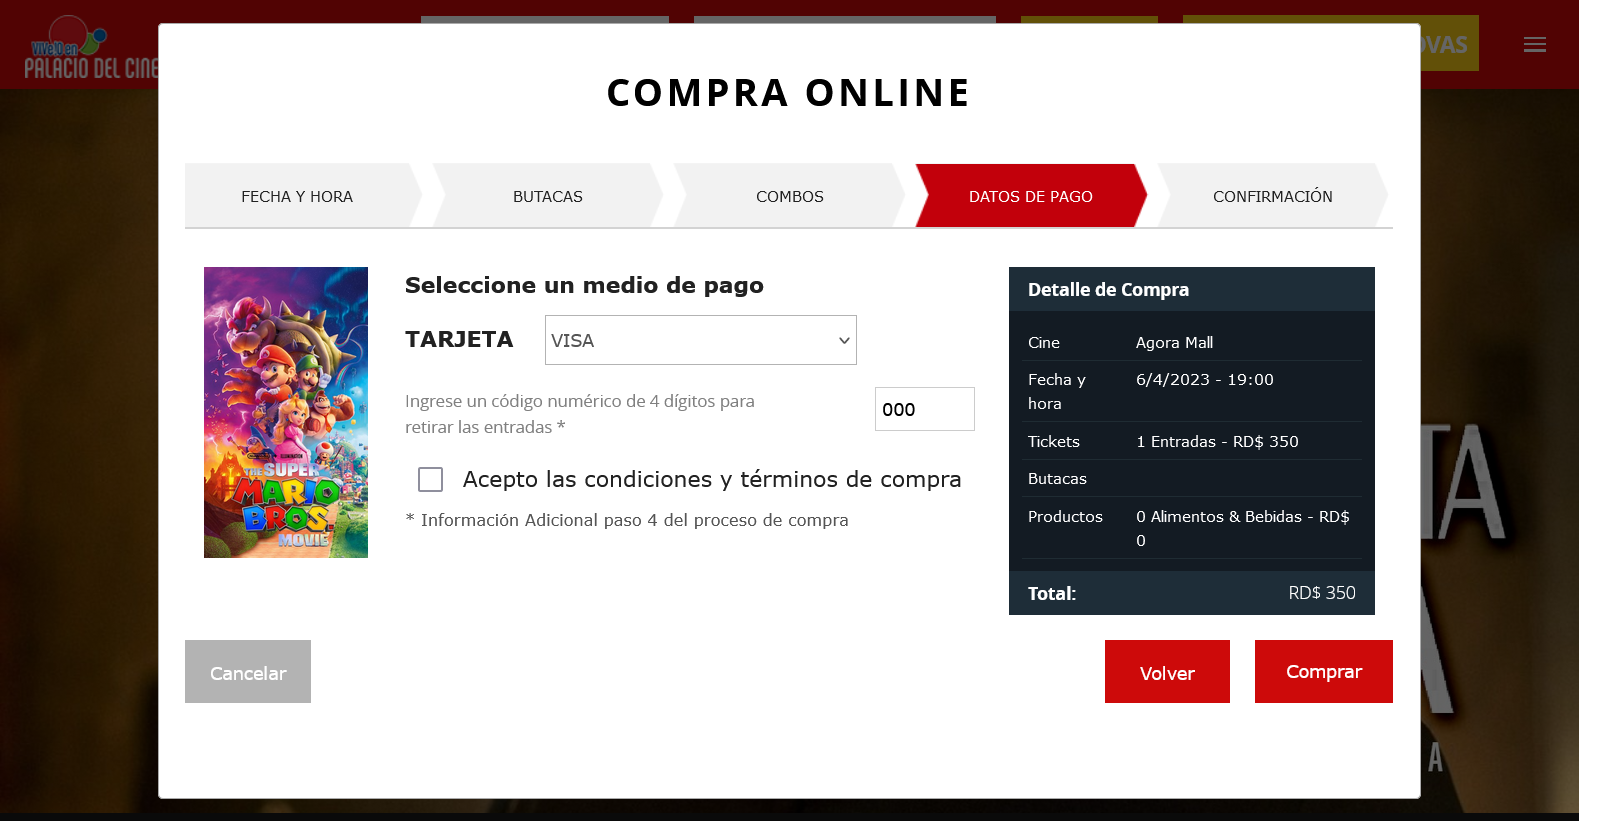 VIVelo en
PALACIO DEL CINE
OVAS
COMPRA ONLINE
FECHA Y HORA
BUTACAS
COMBOS
DATOS DE PAGO
CONFIRMACIÓN
Seleccione un medio de pago
TARJETA
VISA
Ingrese un código numérico de 4 dígitos para
retirar las entradas *
000
Acepto las condiciones y términos de compra
* Información Adicional paso 4 del proceso de compra
THE SUPER
MARIO
BROS.
MOVIE
Detalle de Compra
Cine Agora Mall
Fecha y 6/4/2023 - 19:00
hora
Tickets 1 Entradas - RD$ 350
Butacas
Productos 0 Alimentos & Bebidas - RD$
0
Total: RD$ 350
Cancelar
Volver
Comprar